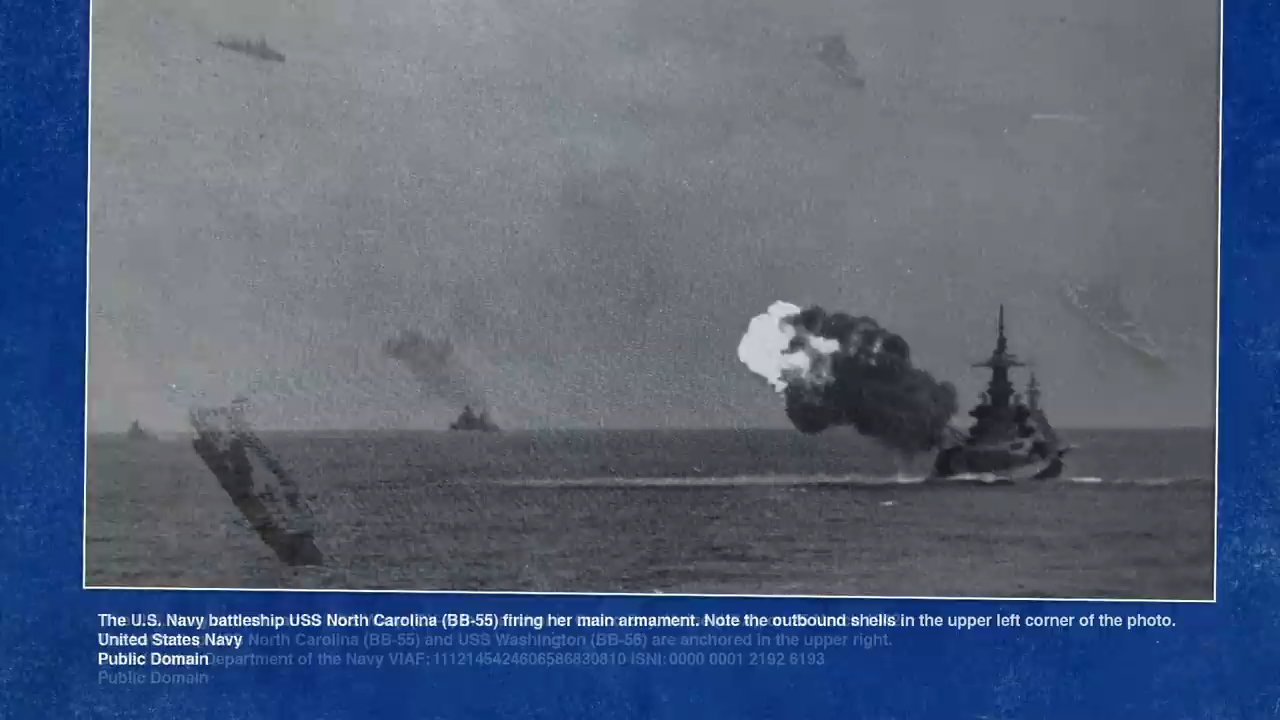 The U.S. Navy battleship USS North Carolina (BB-55) firing her main armament. Note the outbound shells in the upper left corner of the photo.
United States Navy
North Carolina (BB-55) and USS Washington (BB-56) are anchored in the upper right.
Public Domain
Department of the Navy VIAF: 1112145424606586830810 ISNI: 0000 0001 2192 6193
Public Domain